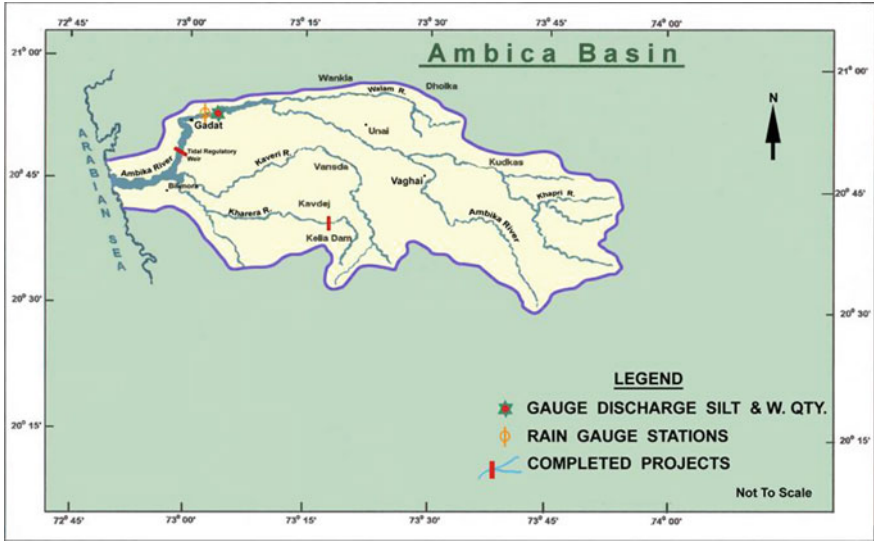 72° 45' 73° 00' 73° 15' 73° 30' 73° 45' 74° 00'
21° 00'
Ambica Basin
21° 00'
Wankla
Dholka
Walam R.
N
Gadat
Unai
ARABIAN SEA
Tidal Regulatory
Weir
Kaveri R.
Vansda
Kudkas
20° 45'
Ambika River
Vaghai
Khapri R.
20° 45'
Bilimora
Kavdej
Kharera R.
Ambika River
Kelia Dam
20° 30'
20° 30'
LEGEND
GAUGE DISCHARGE SILT & W. QTY.
20° 15'
RAIN GAUGE STATIONS
20° 15'
COMPLETED PROJECTS
Not To Scale
72° 45' 73° 00' 73° 15' 73° 30' 74° 00'